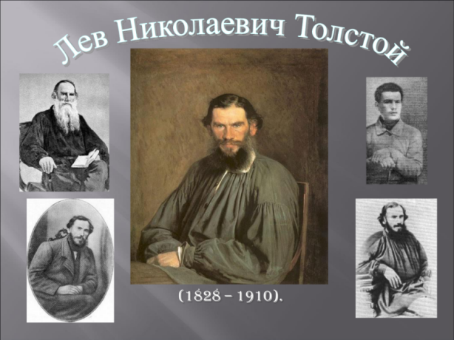 Лев Николаевич Толстой
(1828 – 1910).